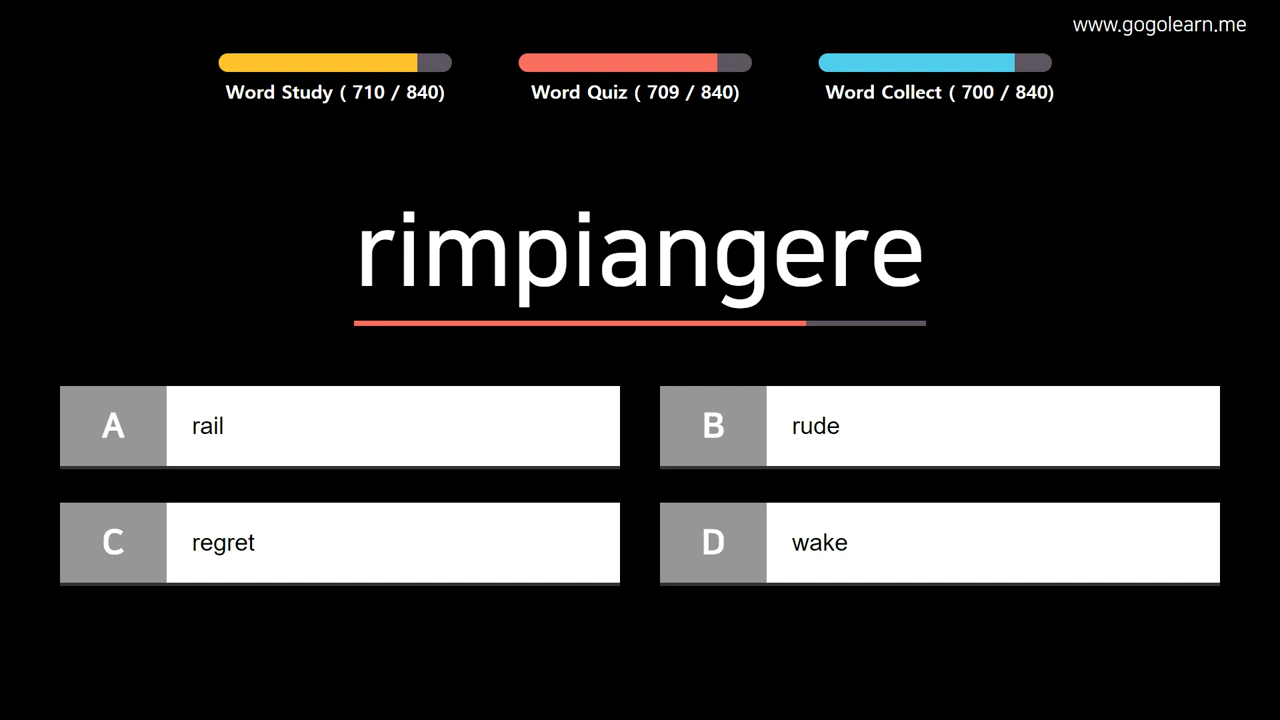 www.gogolearn.me
Word Study ( 710 / 840)
Word Quiz ( 709 / 840)
Word Collect ( 700 / 840)
rimpiangere
A rail
B rude
C regret
D wake